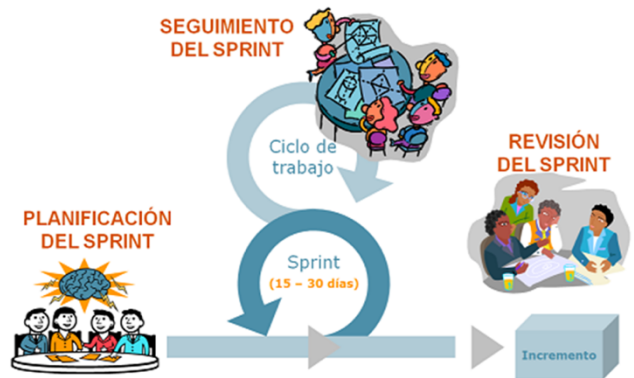 SEGUIMIENTO
DEL SPRINT
Ciclo de
trabajo
REVISIÓN
DEL SPRINT
PLANIFICACIÓN
DEL SPRINT
Sprint
(15 – 30 días)
Incremento